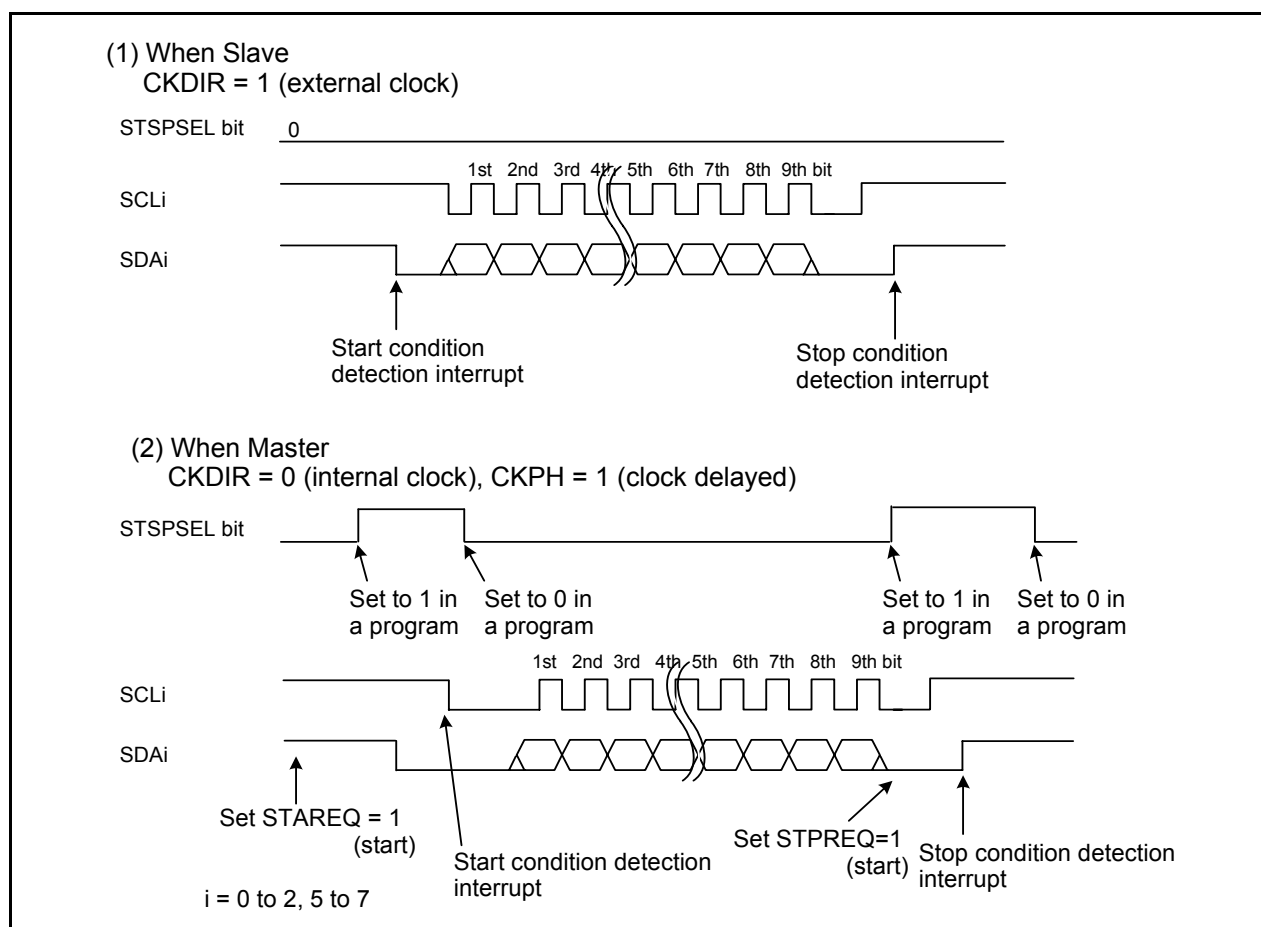 (1) When Slave
CKDIR = 1 (external clock)
STSPSEL bit
0
1st 2nd 3rd 4th 5th 6th 7th 8th 9th bit
SCLi
SDAi
Start condition
detection interrupt
Stop condition
detection interrupt
(2) When Master
CKDIR = 0 (internal clock), CKPH = 1 (clock delayed)
STSPSEL bit
Set to 1 in
a program
Set to 0 in
a program
Set to 1 in
a program
Set to 0 in
a program
1st 2nd 3rd 4th 5th 6th 7th 8th 9th bit
SCLi
SDAi
Set STAREQ = 1
(start)
Start condition detection
interrupt
Set STPREQ=1
(start)
Stop condition detection
interrupt
i = 0 to 2, 5 to 7